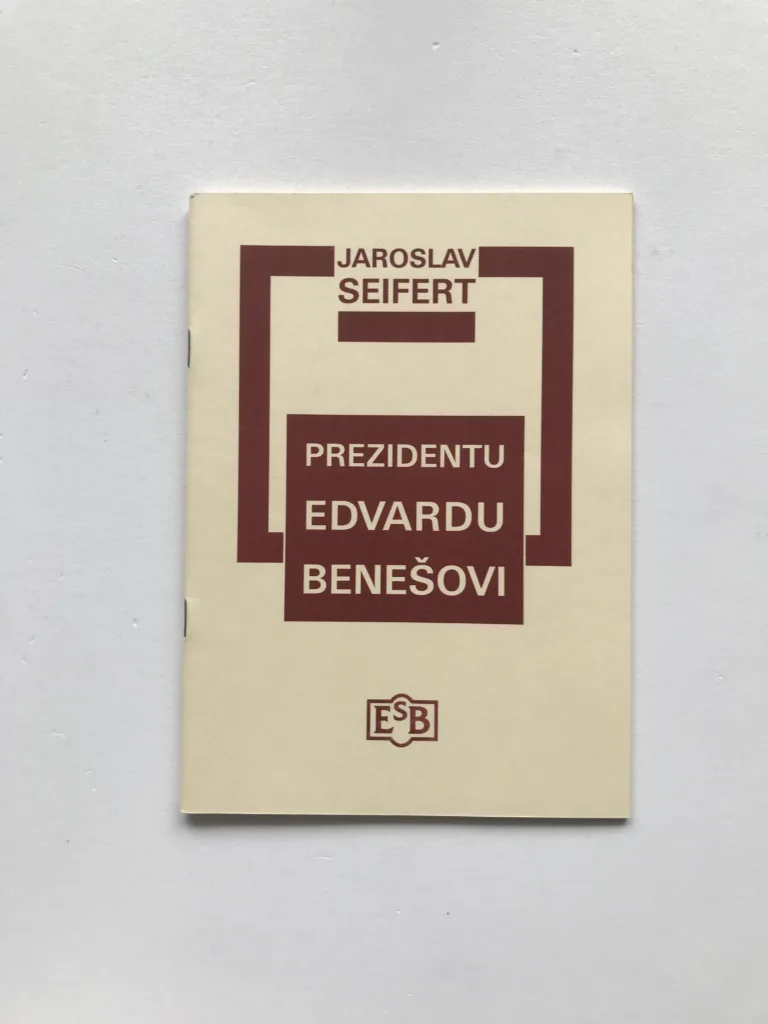 JAROSLAV
SEIFERT
PREZIDENTU
EDVARDU
BENEŠOVI
ESB